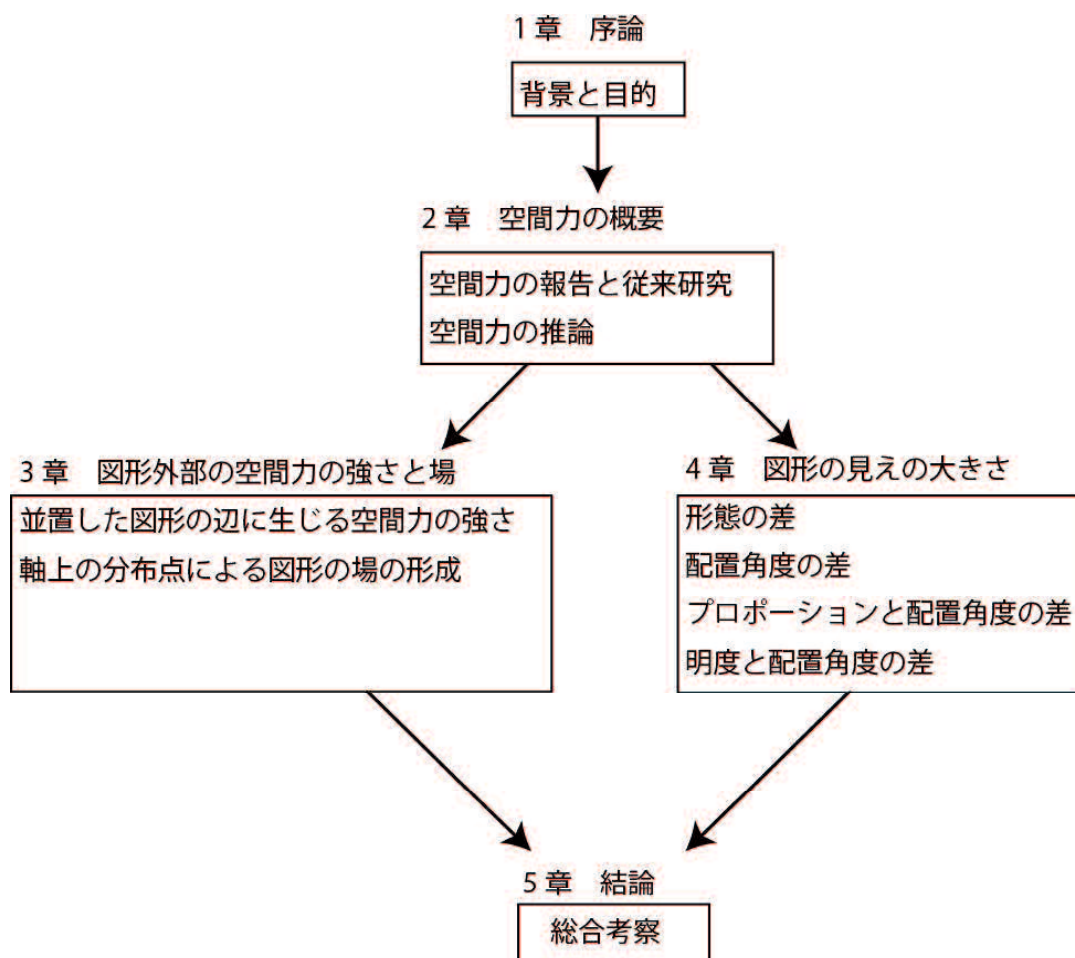 1 章　序論
背景と目的
2 章　空間力の概要
空間力の報告と従来研究
空間力の推論
3 章　図形外部の空間力の強さと場
並置した図形の辺に生じる空間力の強さ
軸上の分布点による図形の場の形成
4 章　図形の見えの大きさ
形態の差
配置角度の差
プロポーションと配置角度の差
明度と配置角度の差
5 章　結論
総合考察